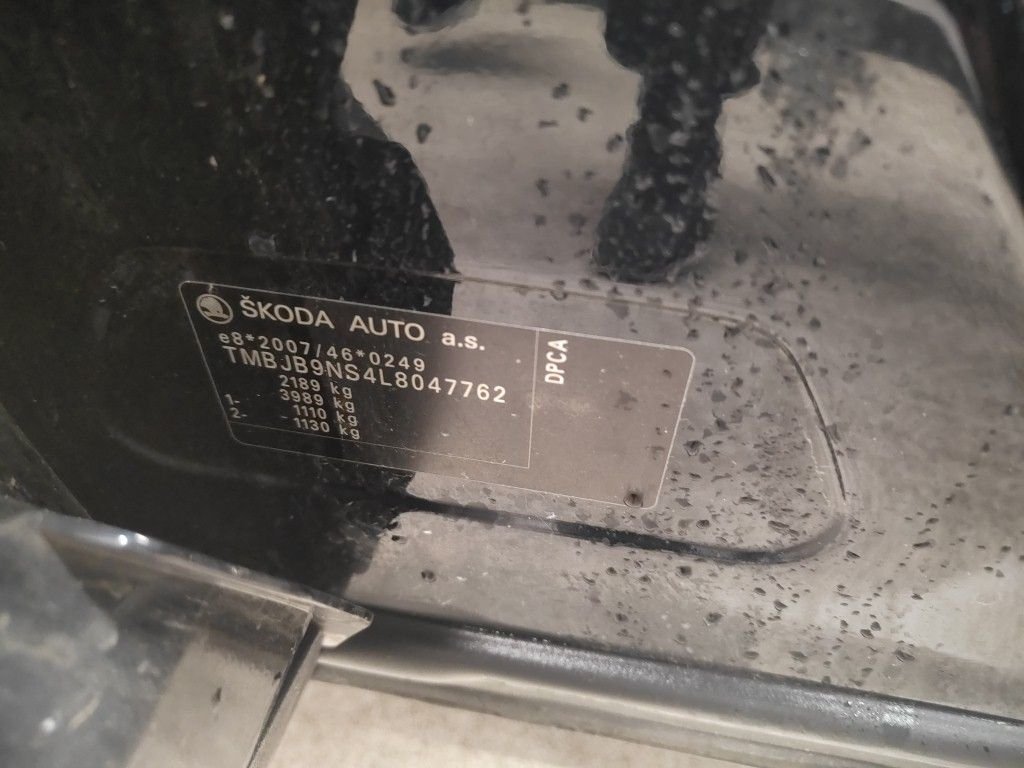 ŠKODA AUTO a.s.
e8*2007/46*0249
TMBJB9NS4L8047762
2189 kg
3989 kg
1- 1110 kg
2- 1130 kg
DPCA